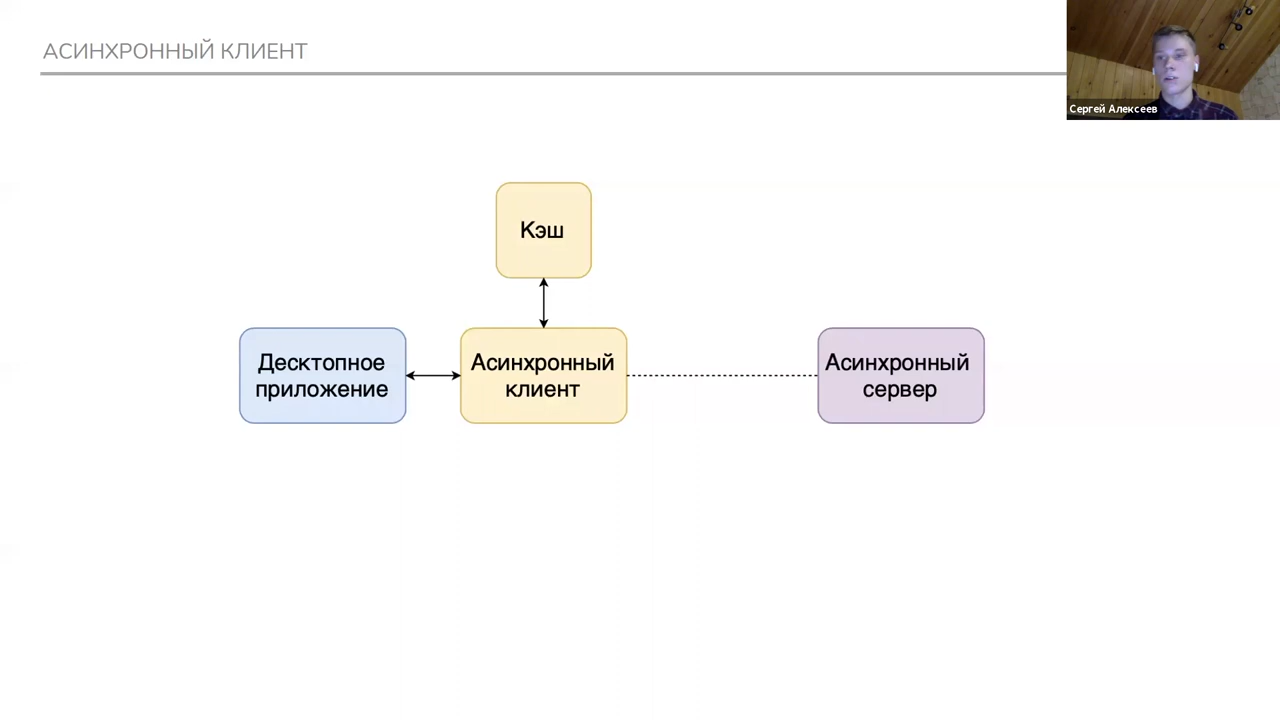 АСИНХРОННЫЙ КЛИЕНТ
Сергей Алексеев
Кэш
Десктопное
приложение
Асинхронный
клиент
Асинхронный
сервер